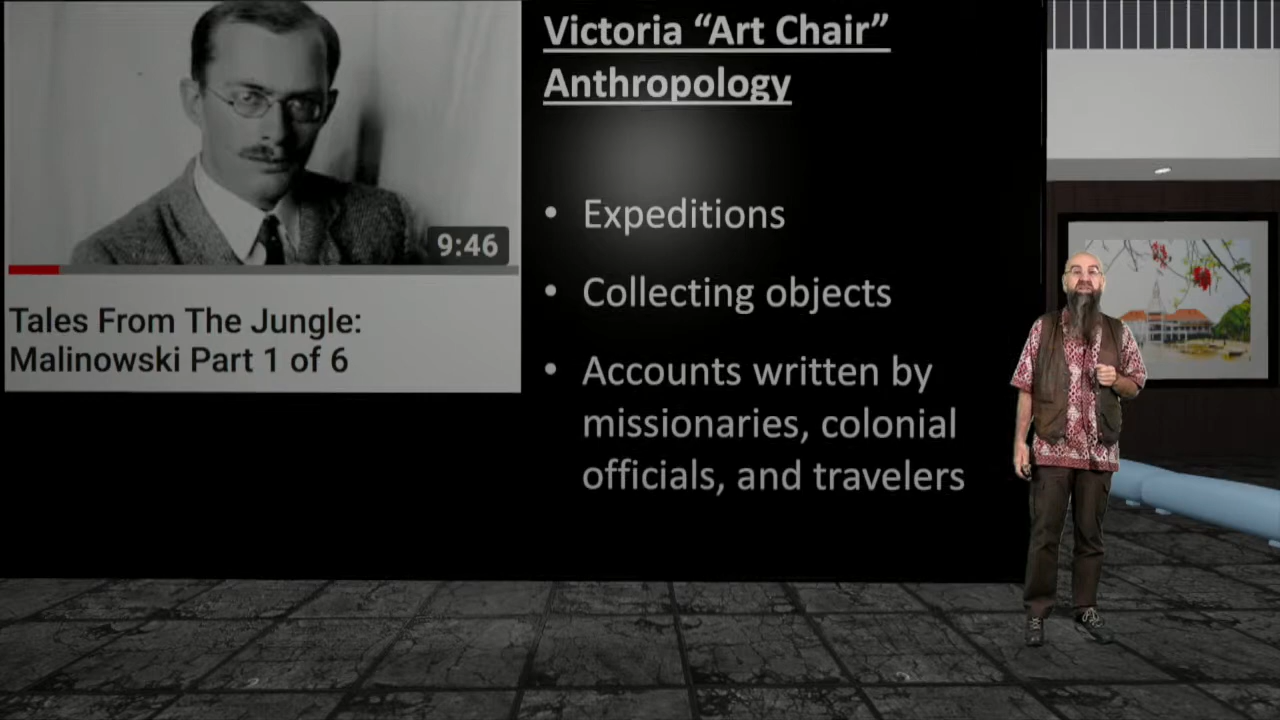 Victoria “Art Chair”
Anthropology
9:46
Tales From The Jungle:
Malinowski Part 1 of 6
• Expeditions
• Collecting objects
• Accounts written by
missionaries, colonial
officials, and travelers